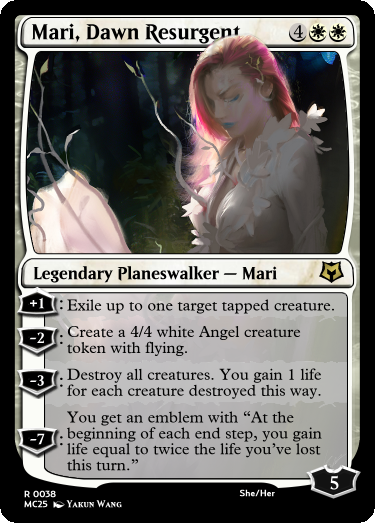 Mari, Dawn Resurgent 4
Legendary Planeswalker — Mari
+1: Exile up to one target tapped creature.
-2: Create a 4/4 white Angel creature
token with flying.
-3: Destroy all creatures. You gain 1 life
for each creature destroyed this way.
-7: You get an emblem with “At the
beginning of each end step, you gain
life equal to twice the life you’ve lost
this turn.”
5
R 0038 She/Her
MC25 Yakun Wang